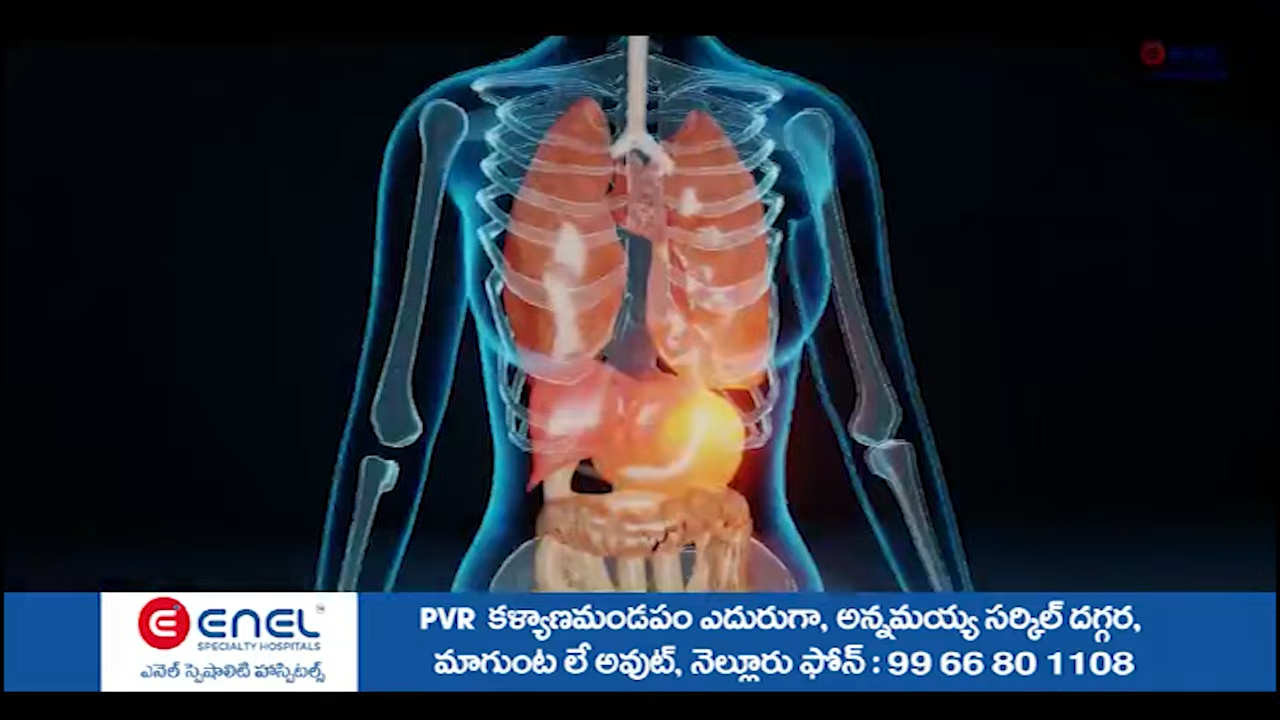 ENEL
ENEL
SPECIALTY HOSPITALS
ఎనెల్ స్పెషాలిటి హాస్పిటల్స్
PVR కళ్యాణమండపం ఎదురుగా, అన్నమయ్య సర్కిల్ దగ్గర,
మాగుంట లే అవుట్, నెల్లూరు ఫోన్ : 99 66 80 1108